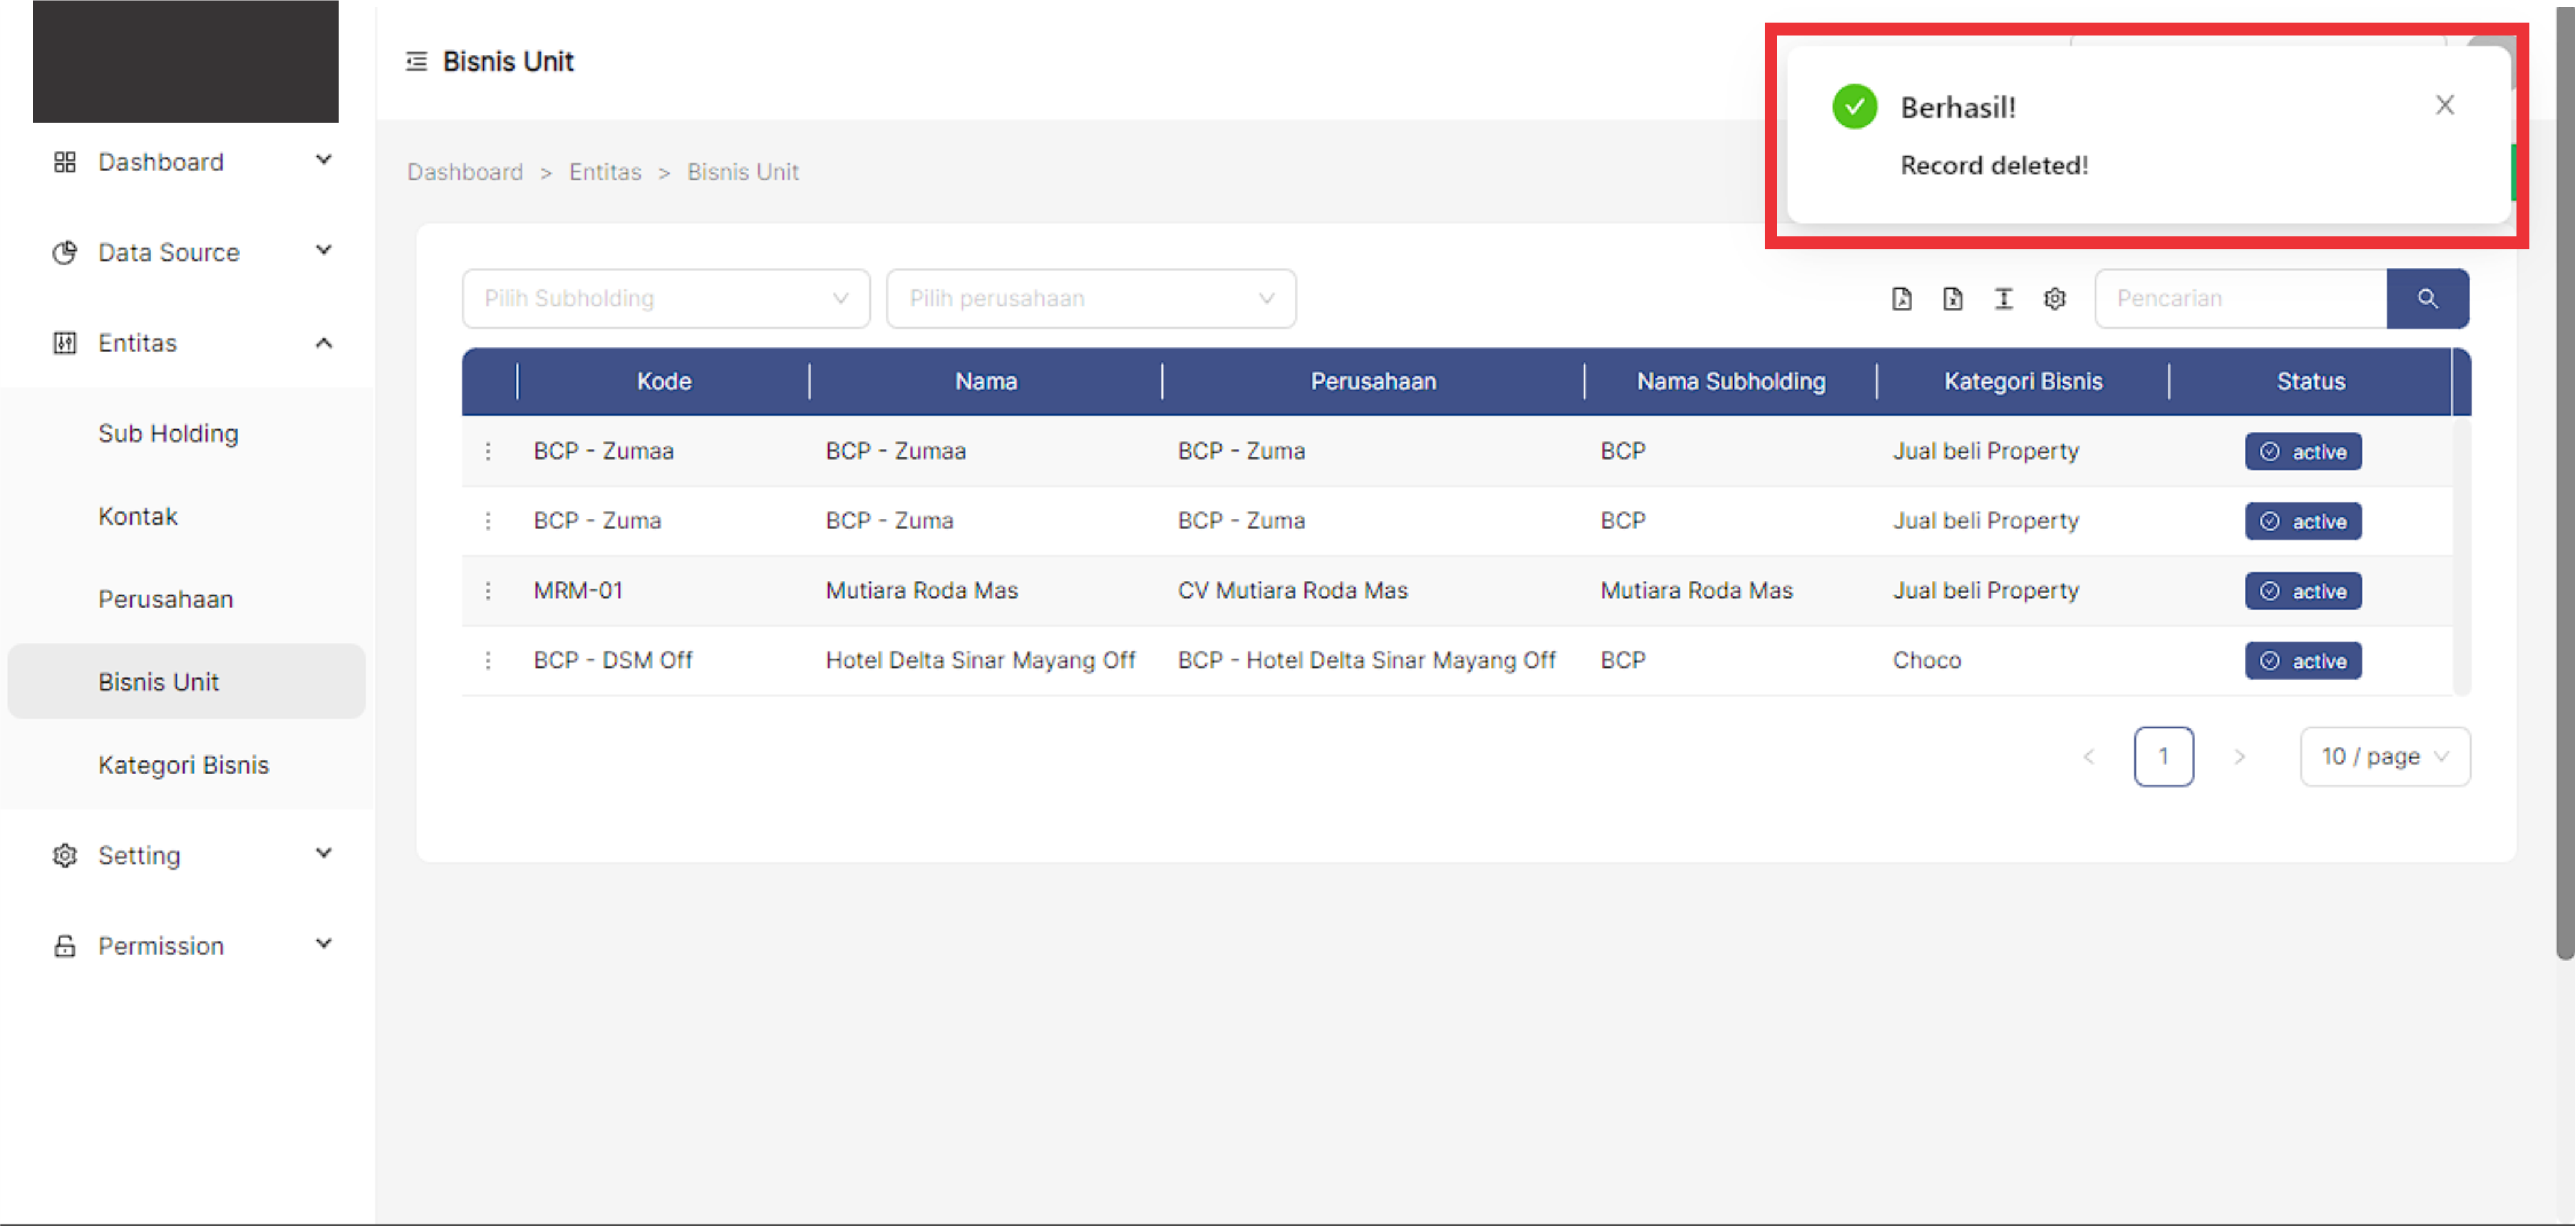 Bisnis Unit
Berhasil!
Record deleted!
Dashboard
Data Source
Entitas
Sub Holding
Kontak
Perusahaan
Bisnis Unit
Kategori Bisnis
Setting
Permission
Dashboard > Entitas > Bisnis Unit
Pilih Subholding
Pilih perusahaan
Pencarian
Kode Nama Perusahaan Nama Subholding Kategori Bisnis Status
BCP - Zumaa BCP - Zumaa BCP - Zuma BCP Jual beli Property active
BCP - Zuma BCP - Zuma BCP - Zuma BCP Jual beli Property active
MRM-01 Mutiara Roda Mas CV Mutiara Roda Mas Mutiara Roda Mas Jual beli Property active
BCP - DSM Off Hotel Delta Sinar Mayang Off BCP - Hotel Delta Sinar Mayang Off BCP Choco active
< 1 > 10 / page